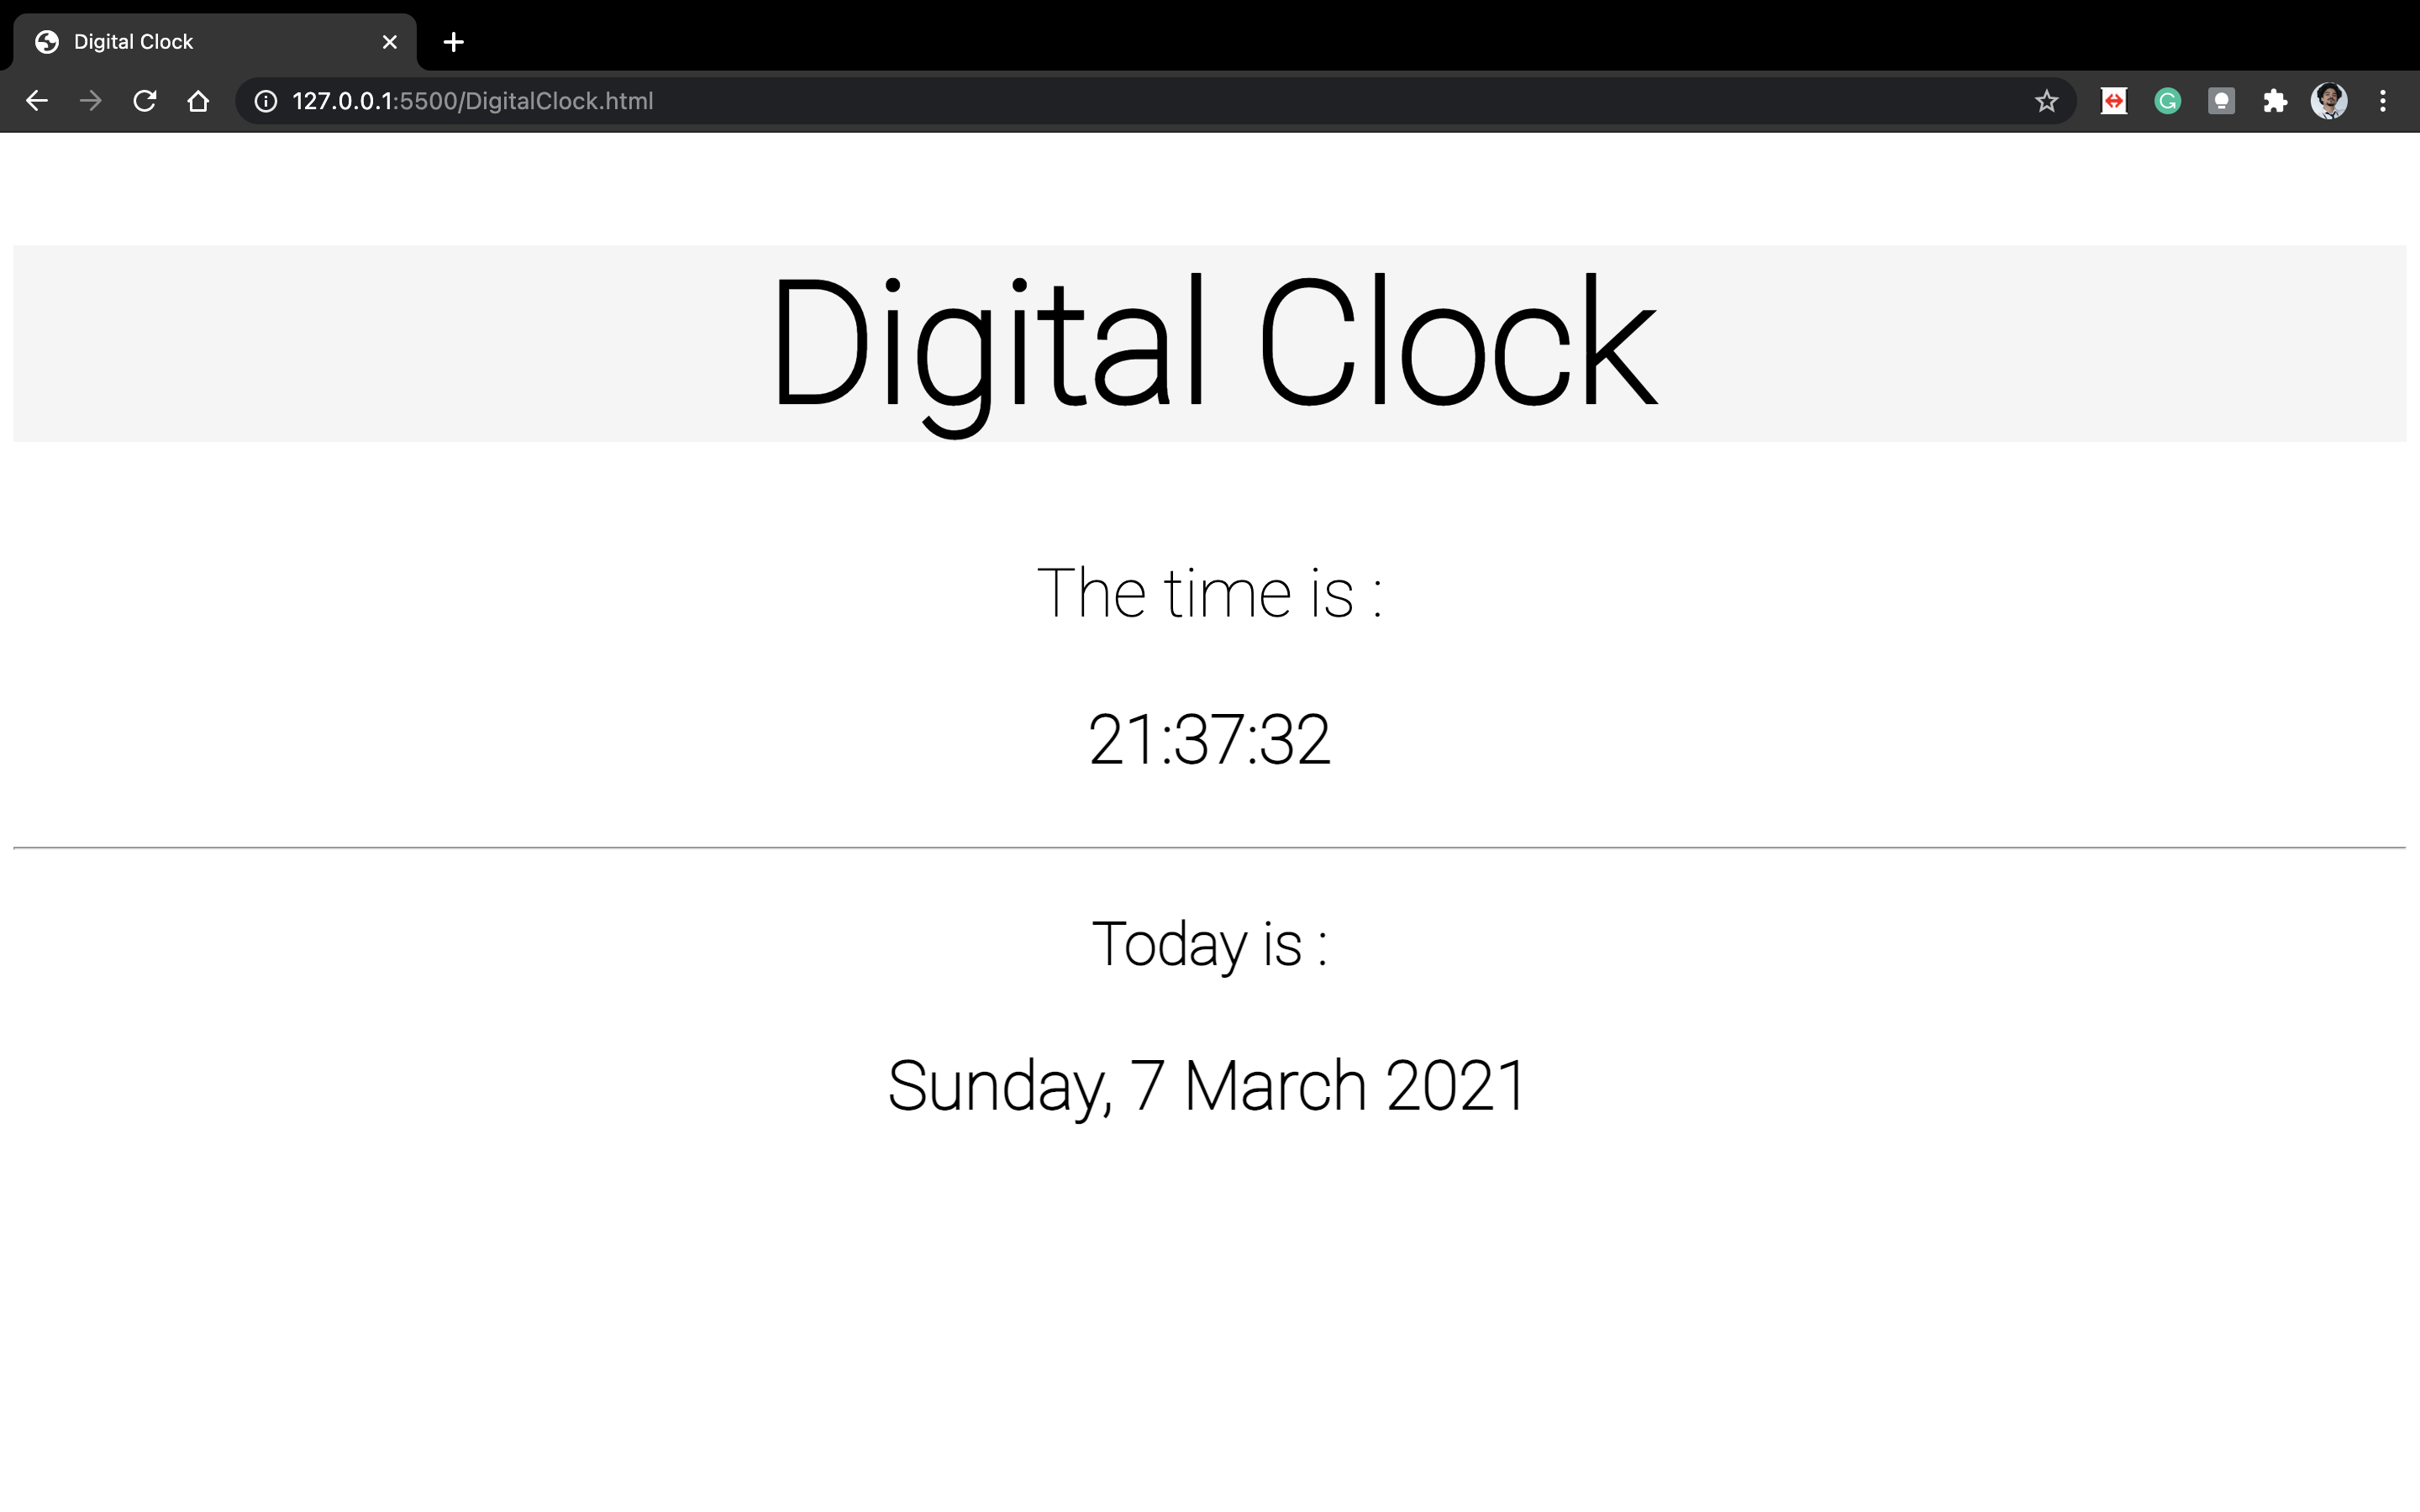 Digital Clock
127.0.0.1:5500/DigitalClock.html
Digital Clock
The time is :
21:37:32
Today is :
Sunday, 7 March 2021